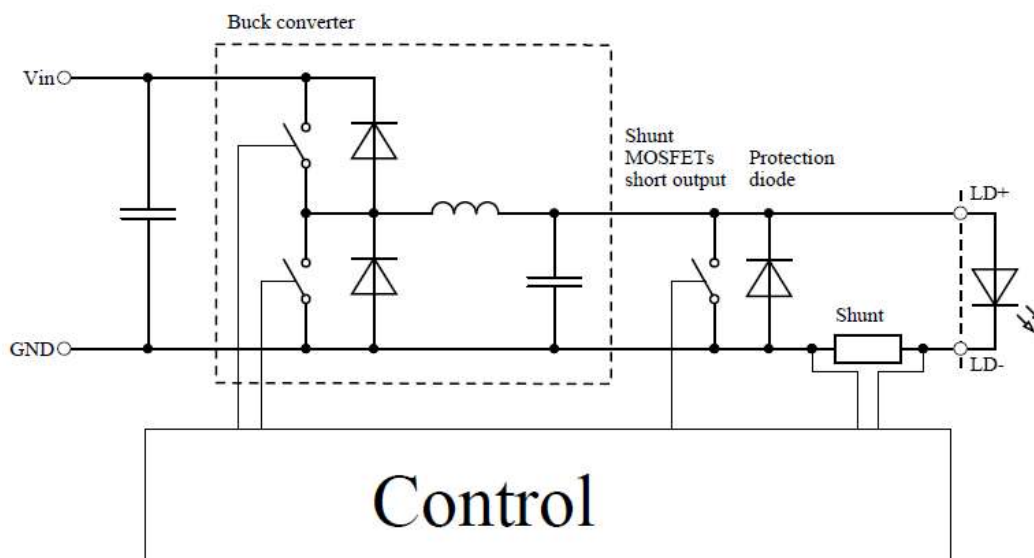 Buck converter
Vin
Shunt
MOSFETs
short output
Protection
diode
LD+
Shunt
GND
LD-
Control